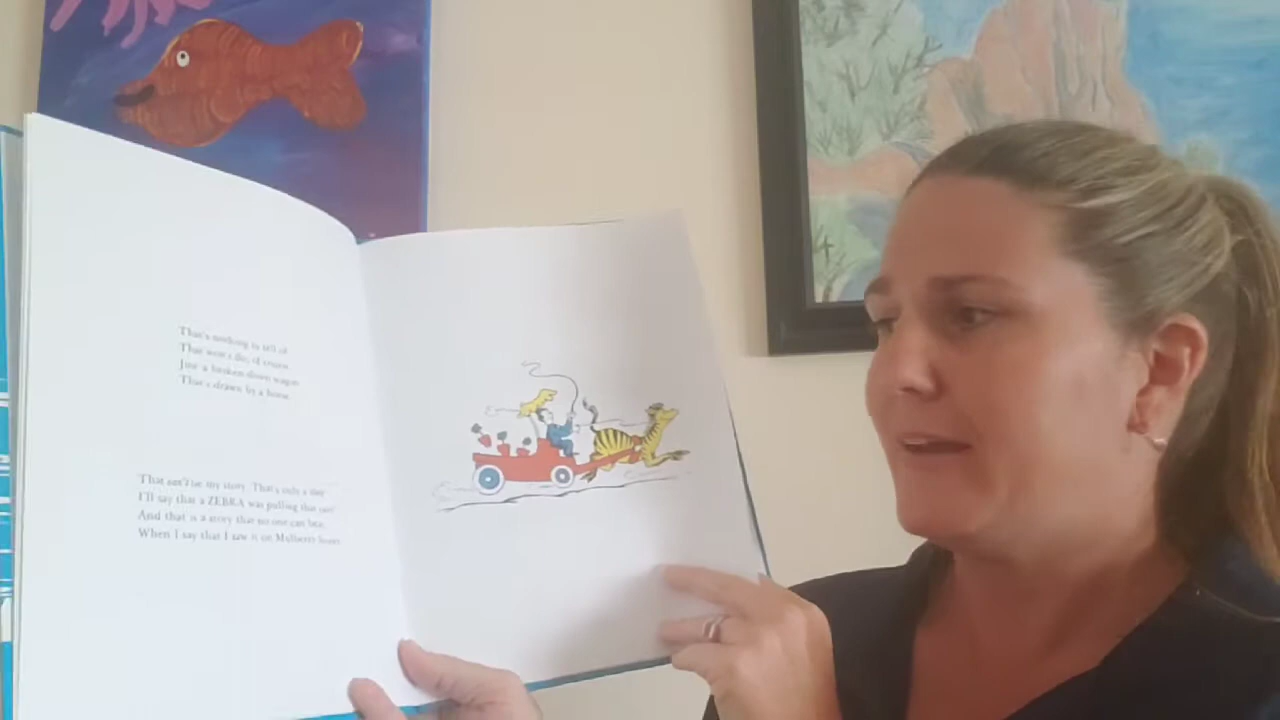 That's nothing to tell of,
That won't do, of course...
Just a broken-down wagon
That's drawn by a horse.
That can't be my story. That's only a start.
I'll say that a ZEBRA was pulling that cart!
And that is a story that no one can beat,
When I say that I saw it on Mulberry Street.